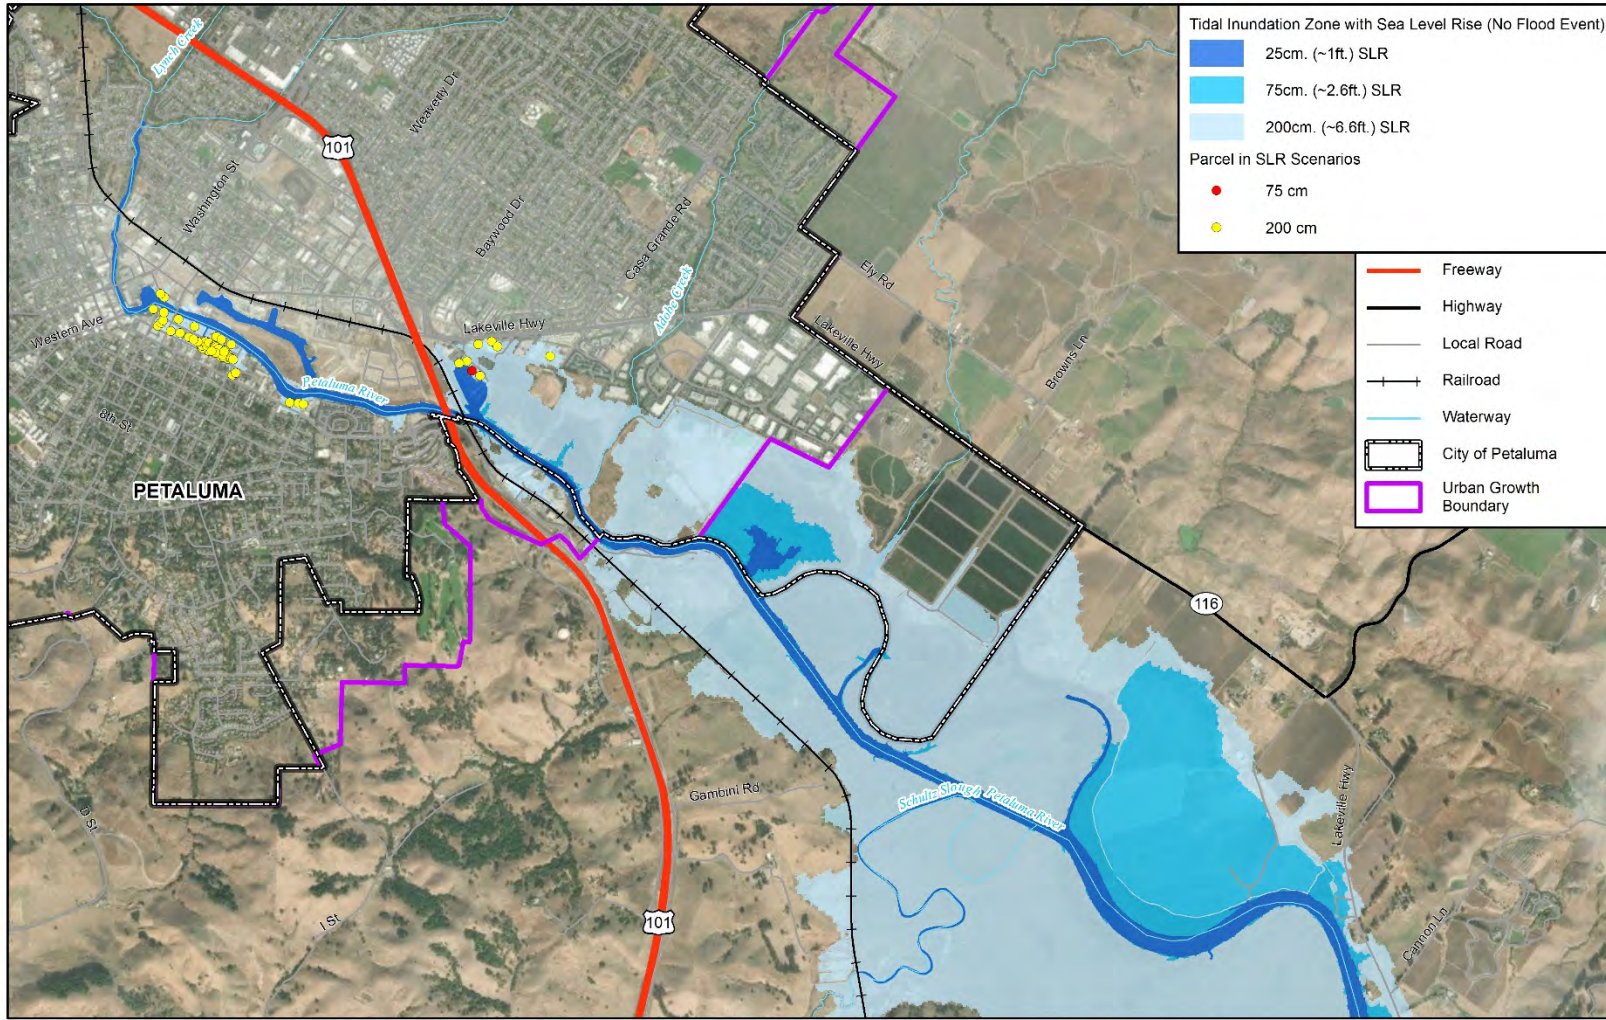 Tidal Inundation Zone with Sea Level Rise (No Flood Event)
25cm. (~1ft.) SLR
75cm. (~2.6ft.) SLR
200cm. (~6.6ft.) SLR
Parcel in SLR Scenarios
75 cm
200 cm
Freeway
Highway
Local Road
Railroad
Waterway
City of Petaluma
Urban Growth
Boundary
Lynch Creek
101
Weaverly Dr
Washington St
Baywood Dr
Casa Grande Rd
Adobe Creek
Ely Rd
Lakeville Hwy
Lakeville Hwy
Browns Ln
Western Ave
Petaluma River
8th St
PETALUMA
116
D St
I St
Gambini Rd
Schultz Slough
Petaluma River
Lakeville Hwy
101
Cannon Ln